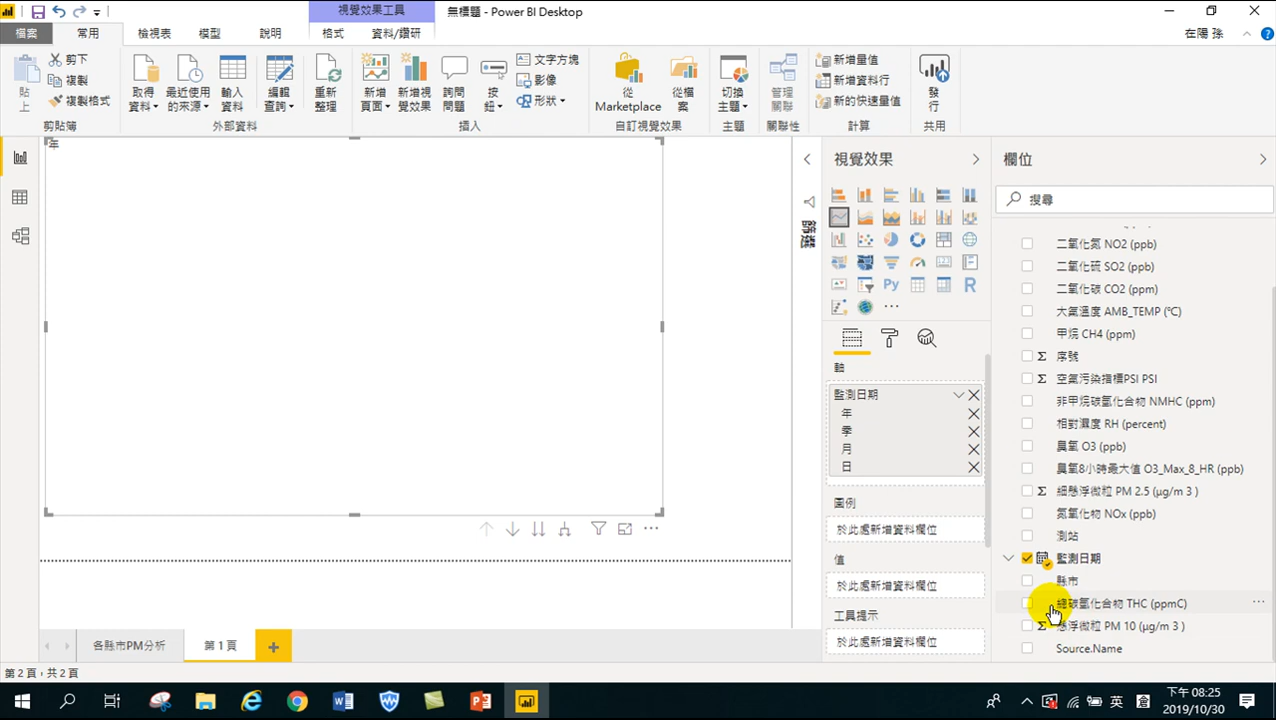 視覺效果工具
無標題 - Power BI Desktop
檔案
常用
檢視表
模型
說明
格式
資料/鑽研
在陽 孫
貼上
剪下
複製
複製格式
剪貼簿
取得資料
最近使用的來源
輸入資料
編輯查詢
重新整理
外部資料
新增頁面
新增視覺效果
詢問問題
按鈕
文字方塊
影像
形狀
插入
從 Marketplace
從檔案
自訂視覺效果
切換主題
主題
管理關聯
關聯性
新增量值
新增資料行
新的快速量值
計算
發行
共用
年
篩選
視覺效果
Py
R
軸
監測日期
年
季
月
日
圖例
於此處新增資料欄位
值
於此處新增資料欄位
工具提示
於此處新增資料欄位
欄位
搜尋
二氧化氮 NO2 (ppb)
二氧化硫 SO2 (ppb)
二氧化碳 CO2 (ppm)
大氣溫度 AMB_TEMP (℃)
甲烷 CH4 (ppm)
Σ 序號
Σ 空氣污染指標PSI PSI
非甲烷碳氫化合物 NMHC (ppm)
相對濕度 RH (percent)
臭氧 O3 (ppb)
臭氧8小時最大值 O3_Max_8_HR (ppb)
Σ 細懸浮微粒 PM 2.5 (μg/m 3 )
氮氧化物 NOx (ppb)
測站
監測日期
縣市
總碳氫化合物 THC (ppmC)
Σ 懸浮微粒 PM 10 (μg/m 3 )
Source.Name
各縣市PM分析
第 1 頁
第 2 頁，共 2 頁
英
下午 08:25
2019/10/30